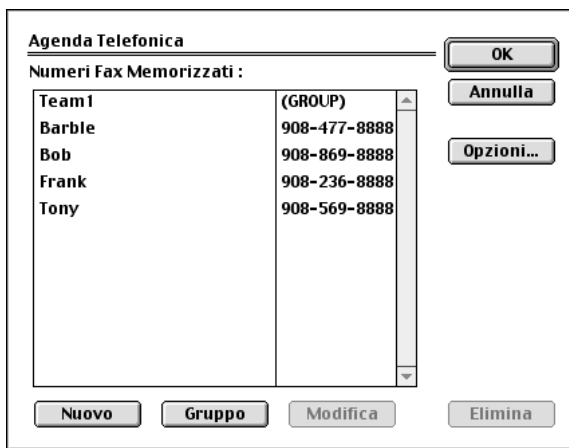 Agenda Telefonica
OK
Numeri Fax Memorizzati :
Annulla
Team1 (GROUP)
Barble 908-477-8888
Bob 908-869-8888
Opzioni...
Frank 908-236-8888
Tony 908-569-8888
Nuovo Gruppo Modifica Elimina